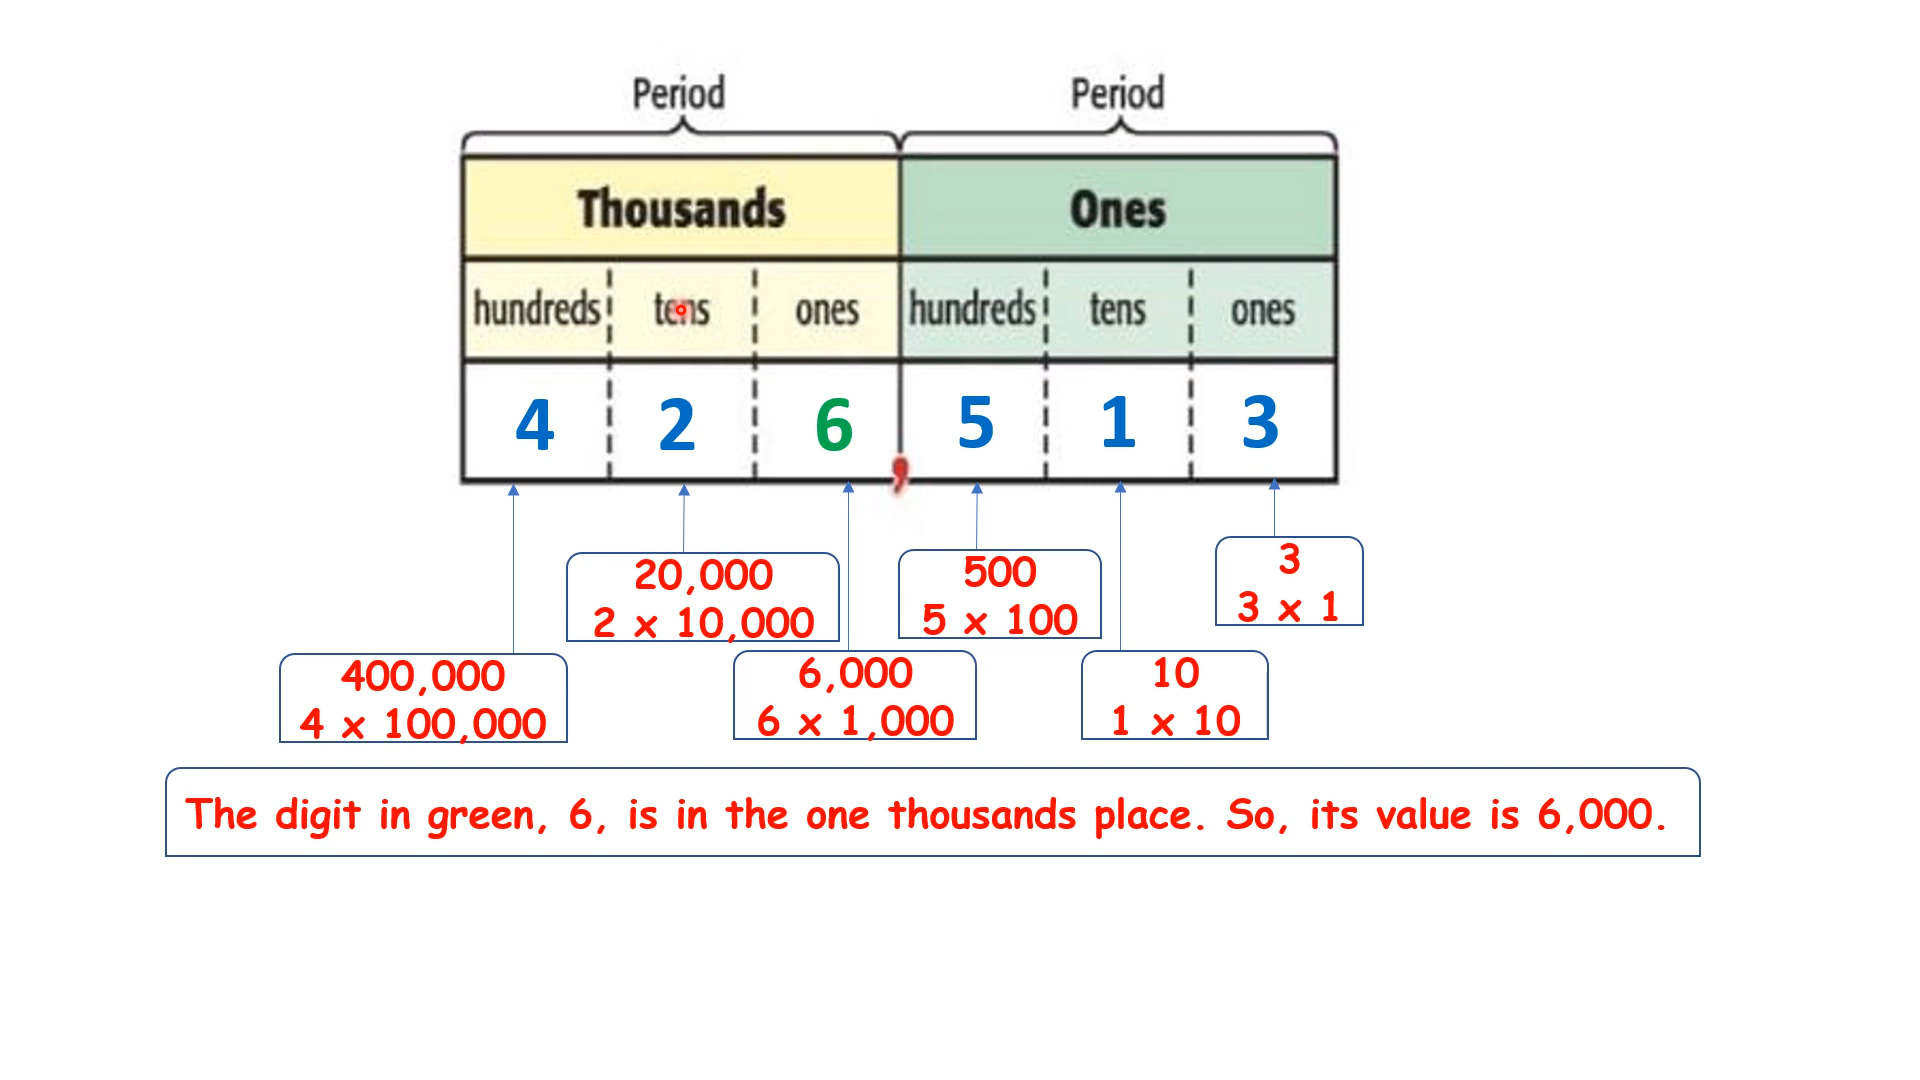 Period Period
Thousands Ones
hundreds tens ones hundreds tens ones
4 2 6 , 5 1 3
3
3 x 1
20,000
2 x 10,000
500
5 x 100
400,000
4 x 100,000
6,000
6 x 1,000
10
1 x 10
The digit in green, 6, is in the one thousands place. So, its value is 6,000.